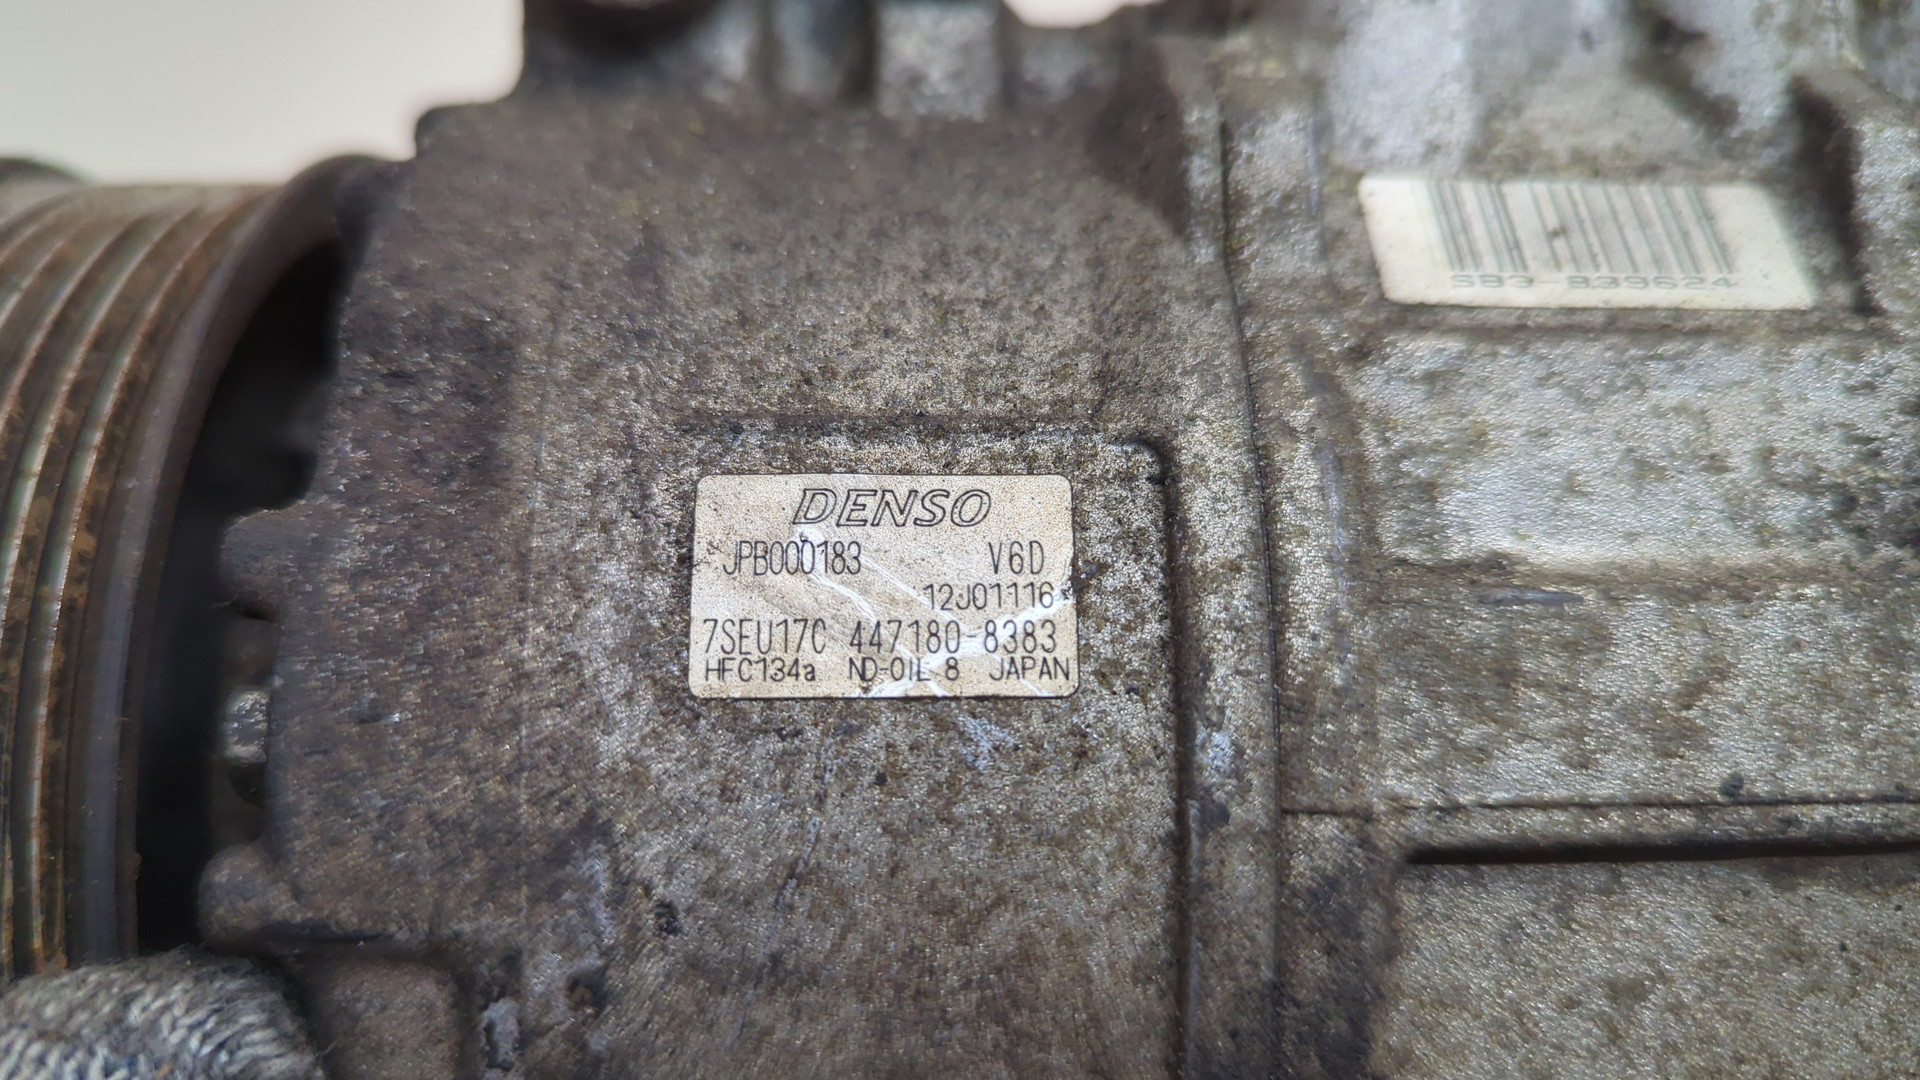 DENSO
JPB000183 V6D
12J01116
7SEU17C 447180-8383
HFC134a ND-OIL 8 JAPAN
SB3-839624